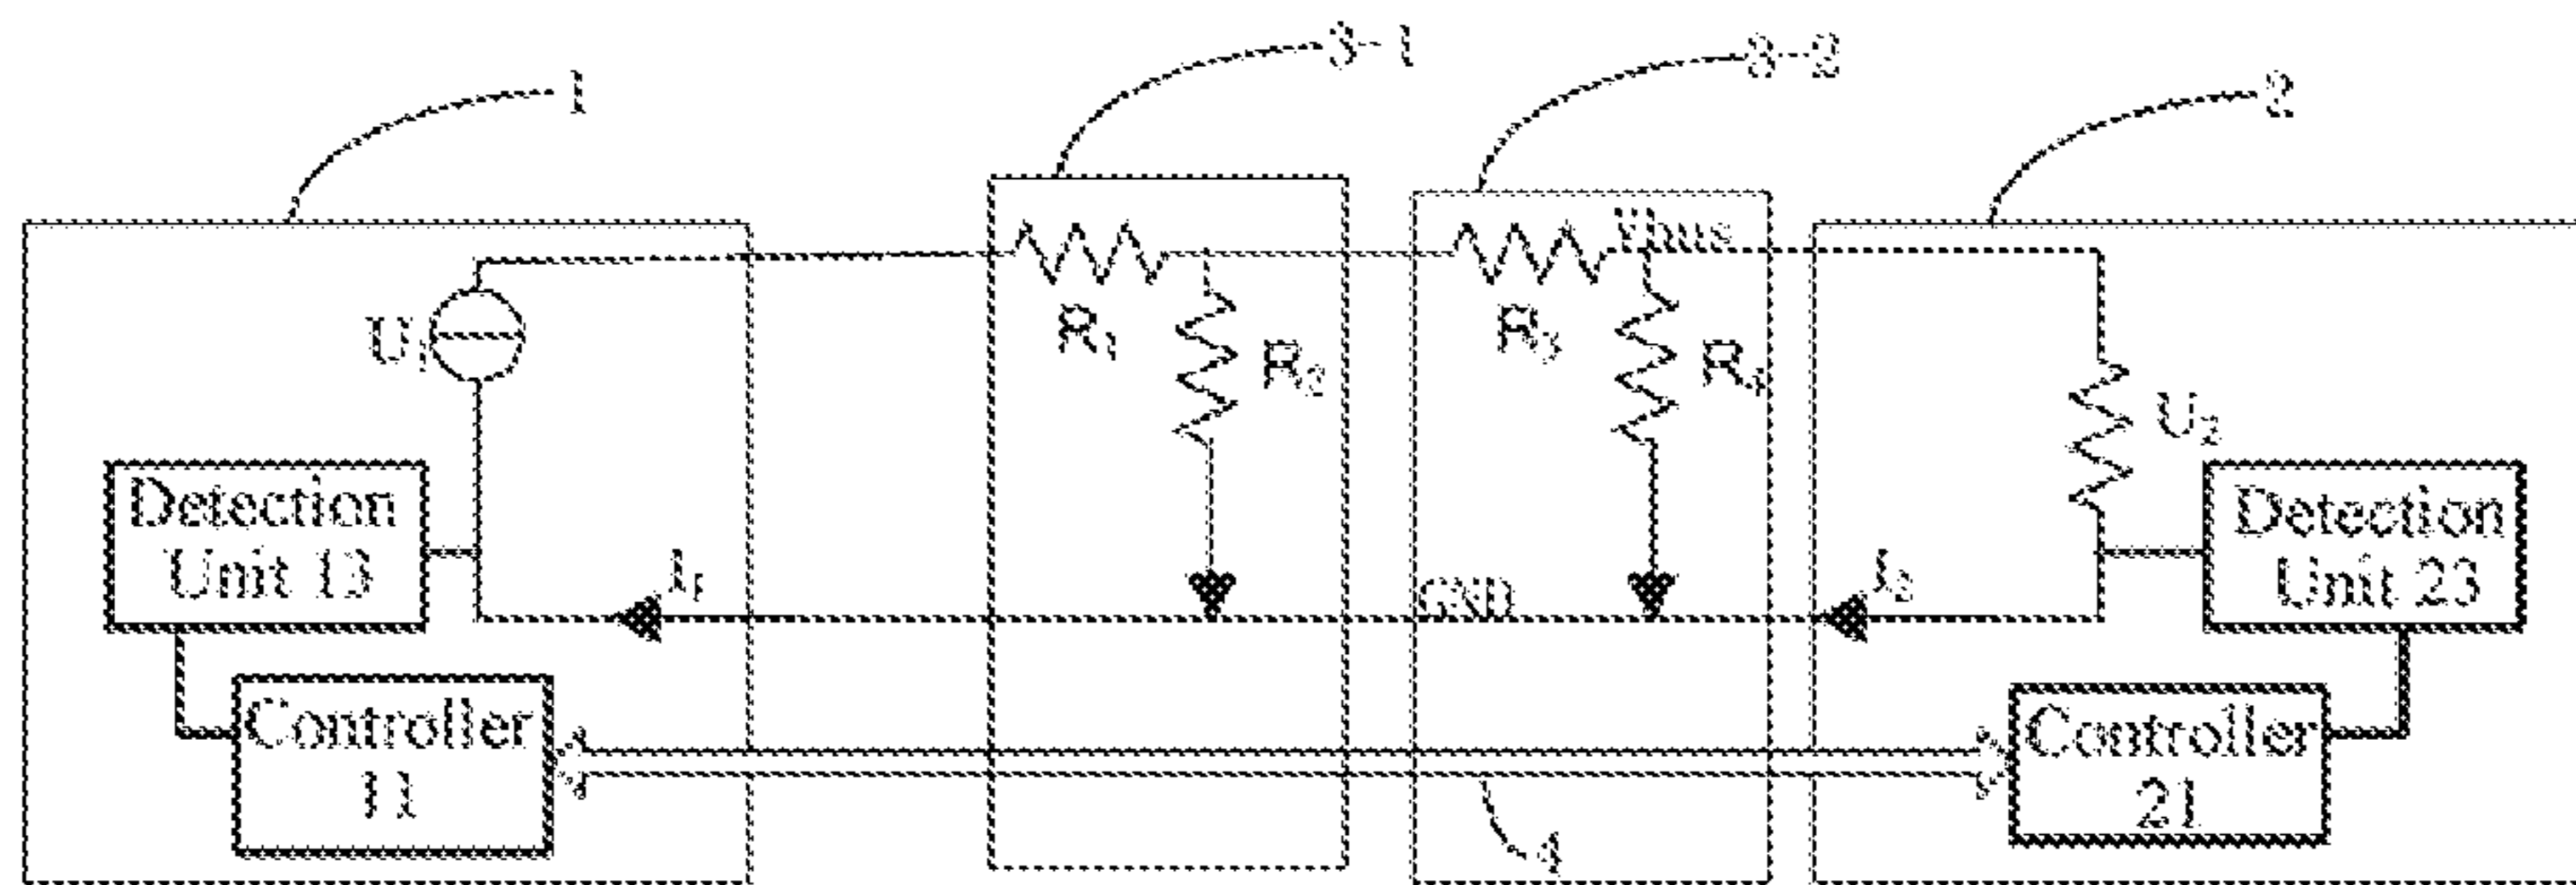 1
3-1
3-2
2
Vbus
U₁
R₁
R₂
R₃
R₄
U₂
Detection
Unit 13
I₁
GND
I₂
Detection
Unit 23
Controller
11
Controller
21
4